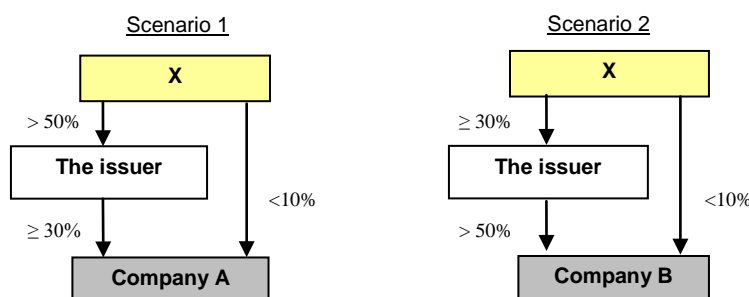 Scenario 1
X
> 50%
The issuer
<10%
≥ 30%
Company A
Scenario 2
X
≥ 30%
The issuer
<10%
> 50%
Company B